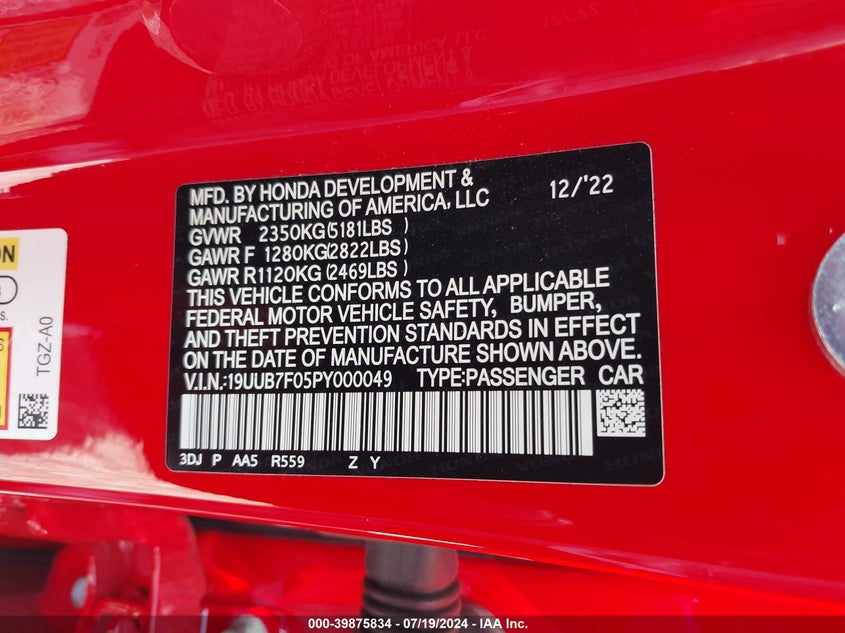 12/'22
MFD. BY HONDA DEVELOPMENT &
MANUFACTURING OF AMERICA, LLC 12/'22
GVWR 2350KG(5181LBS )
GAWR F 1280KG(2822LBS )
GAWR R1120KG(2469LBS )
THIS VEHICLE CONFORMS TO ALL APPLICABLE
FEDERAL MOTOR VEHICLE SAFETY, BUMPER,
AND THEFT PREVENTION STANDARDS IN EFFECT
ON THE DATE OF MANUFACTURE SHOWN ABOVE.
V.I.N.:19UUB7F05PY000049 TYPE:PASSENGER CAR
3DJ P AA5 R559 Z Y
ON
s.
S
TGZ-A0
000-39875834 / 07/19/2024 / IAA Inc.